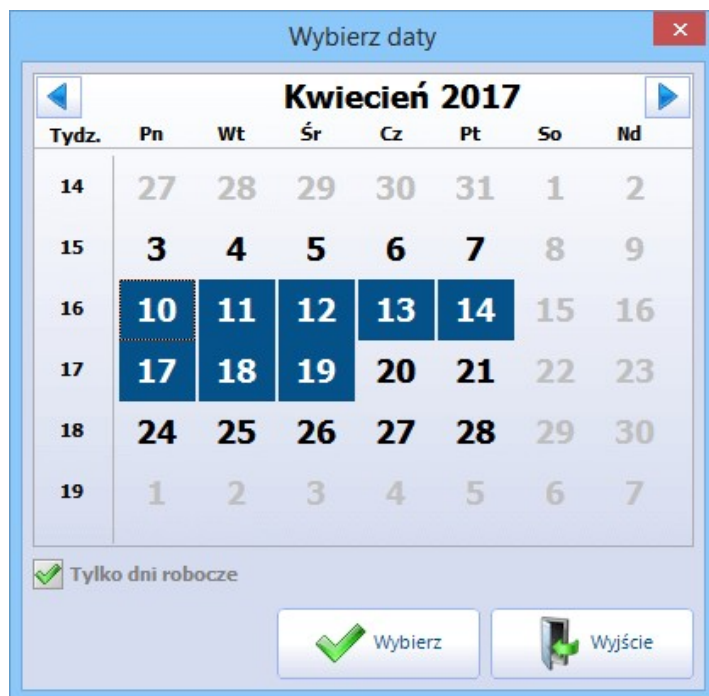 Wybierz daty
Kwiecień 2017
Tydz. Pn Wt Śr Cz Pt So Nd
14 27 28 29 30 31 1 2
15 3 4 5 6 7 8 9
16 10 11 12 13 14 15 16
17 17 18 19 20 21 22 23
18 24 25 26 27 28 29 30
19 1 2 3 4 5 6 7
Tylko dni robocze
Wybierz Wyjście